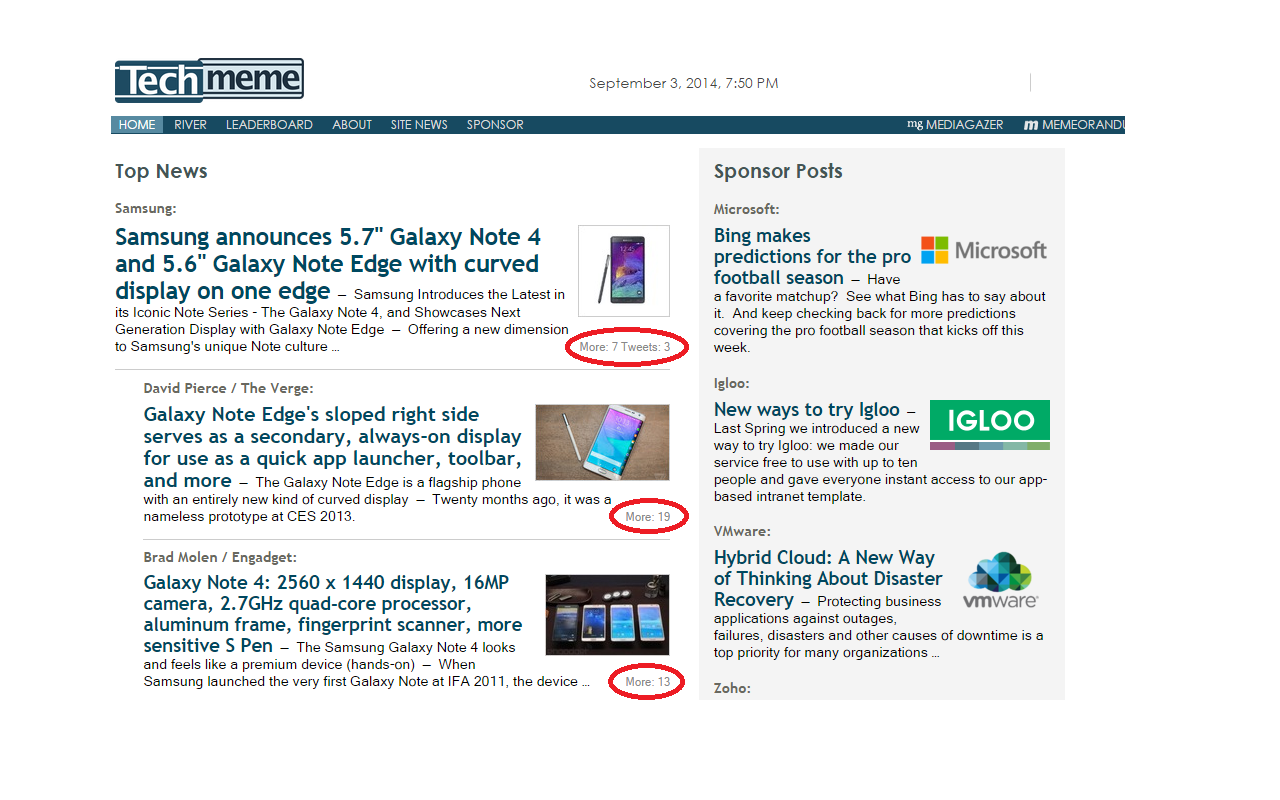 Techmeme
September 3, 2014, 7:50 PM
HOME RIVER LEADERBOARD ABOUT SITE NEWS SPONSOR mg MEDIAGAZER m MEMEORANDU
Top News
Samsung:
Samsung announces 5.7" Galaxy Note 4
and 5.6" Galaxy Note Edge with curved
display on one edge – Samsung Introduces the Latest in
its Iconic Note Series - The Galaxy Note 4, and Showcases Next
Generation Display with Galaxy Note Edge – Offering a new dimension
to Samsung's unique Note culture ...
More: 7 Tweets: 3
David Pierce / The Verge:
Galaxy Note Edge's sloped right side
serves as a secondary, always-on display
for use as a quick app launcher, toolbar,
and more – The Galaxy Note Edge is a flagship phone
with an entirely new kind of curved display – Twenty months ago, it was a
nameless prototype at CES 2013.
More: 19
Brad Molen / Engadget:
Galaxy Note 4: 2560 x 1440 display, 16MP
camera, 2.7GHz quad-core processor,
aluminum frame, fingerprint scanner, more
sensitive S Pen – The Samsung Galaxy Note 4 looks
and feels like a premium device (hands-on) – When
Samsung launched the very first Galaxy Note at IFA 2011, the device ...
More: 13
Sponsor Posts
Microsoft:
Bing makes
predictions for the pro
football season – Have
a favorite matchup? See what Bing has to say about
it. And keep checking back for more predictions
covering the pro football season that kicks off this
week.
Microsoft
Igloo:
New ways to try Igloo –
Last Spring we introduced a new
way to try Igloo: we made our
service free to use with up to ten
people and gave everyone instant access to our app-
based intranet template.
IGLOO
VMware:
Hybrid Cloud: A New Way
of Thinking About Disaster
Recovery – Protecting business
applications against outages,
failures, disasters and other causes of downtime is a
top priority for many organizations ...
vmware
Zoho: